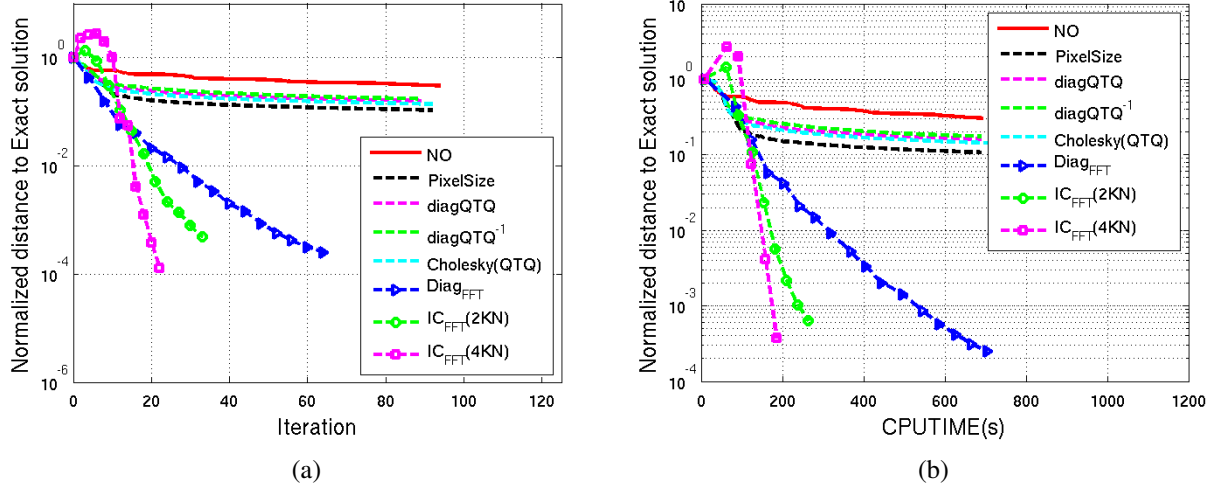 10^0
10^-2
10^-4
10^-6
0
20
40
60
80
100
120
Normalized distance to Exact solution
Iteration
NO
PixelSize
diagQTQ
diagQTQ^-1
Cholesky(QTQ)
Diag_FFT
IC_FFT(2KN)
IC_FFT(4KN)
(a)
10^1
10^0
10^-1
10^-2
10^-3
10^-4
0
200
400
600
800
1000
1200
Normalized distance to Exact solution
CPUTIME(s)
NO
PixelSize
diagQTQ
diagQTQ^-1
Cholesky(QTQ)
Diag_FFT
IC_FFT(2KN)
IC_FFT(4KN)
(b)